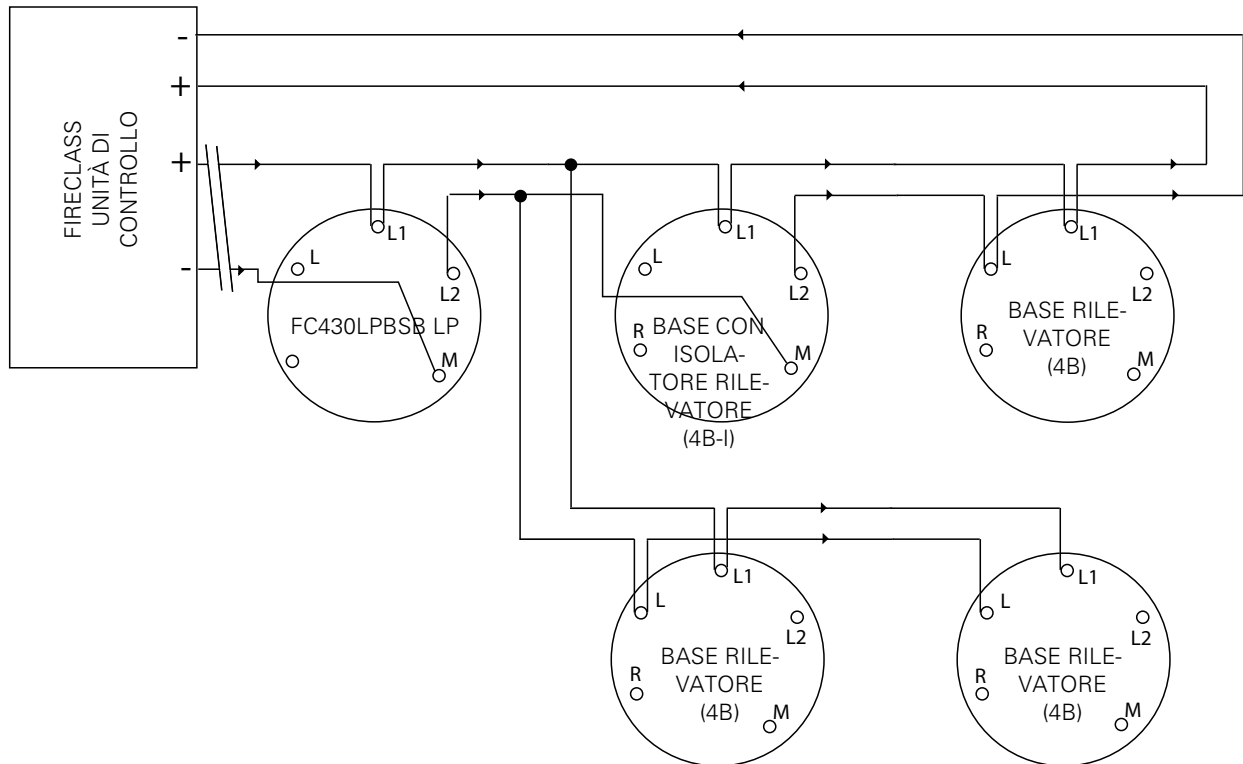 -
+
+
-
FIRECLASS
UNITÀ DI
CONTROLLO
L1
L
L2
FC430LPBSB LP
M
L1
L
L2
R
BASE CON
ISOLA-
TORE RILE-
VATORE
(4B-I)
M
L1
L
L2
R
BASE RILE-
VATORE
(4B)
M
L1
L
L2
R
BASE RILE-
VATORE
(4B)
M
L1
L
L2
R
BASE RILE-
VATORE
(4B)
M